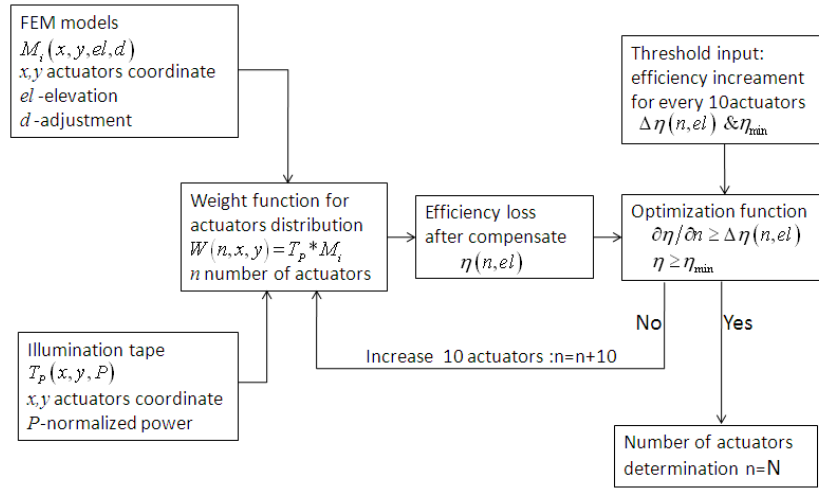 FEM models
M_i(x, y, el, d)
x,y actuators coordinate
el -elevation
d -adjustment
Threshold input:
efficiency increament
for every 10actuators
Δη(n, el) &η_min
Weight function for
actuators distribution
W(n, x, y)=T_p*M_i
n number of actuators
Efficiency loss
after compensate
η(n, el)
Optimization function
∂η/∂n ≥ Δη(n, el)
η ≥ η_min
No
Yes
Increase 10 actuators :n=n+10
Illumination tape
T_P(x, y, P)
x,y actuators coordinate
P-normalized power
Number of actuators
determination n=N